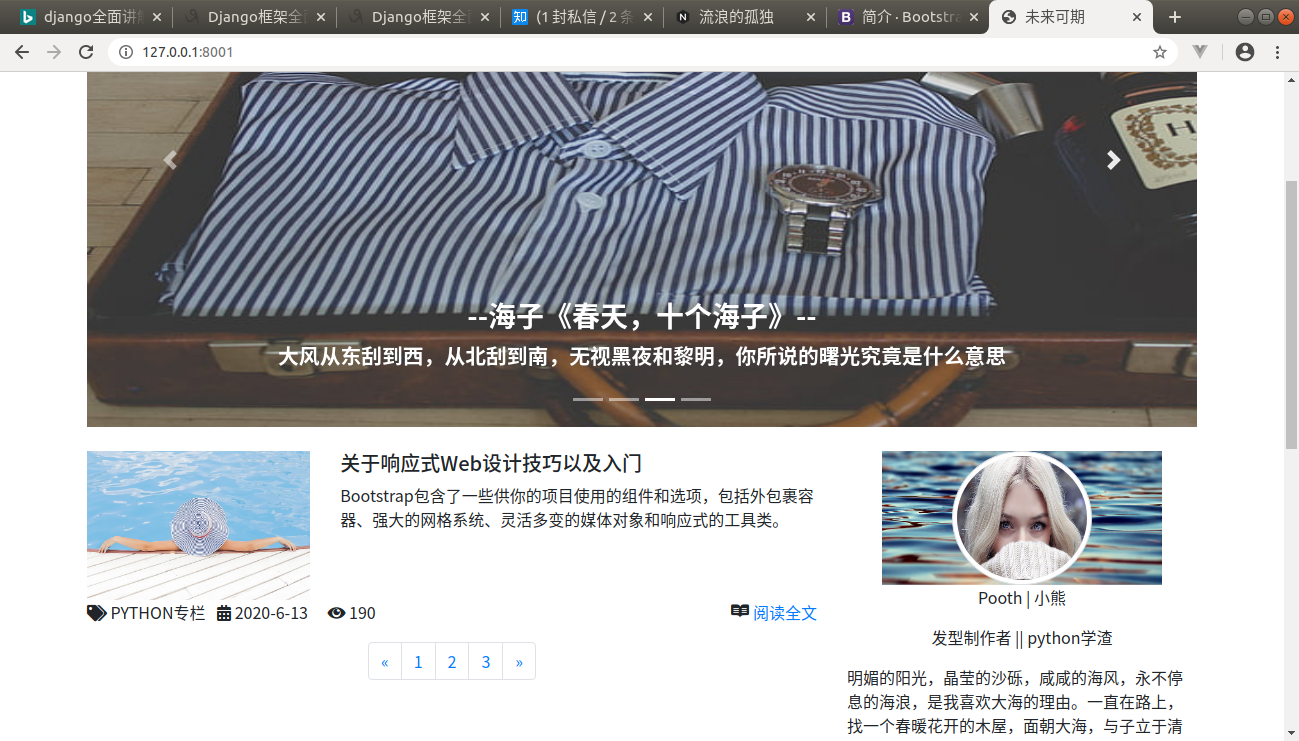 django全面讲解
Django框架全面
Django框架全面
知 (1 封私信 / 2 条
N 流浪的孤独
B 简介 · Bootstra
未来可期
127.0.0.1:8001
--海子《春天，十个海子》--
大风从东刮到西，从北刮到南，无视黑夜和黎明，你所说的曙光究竟是什么意思
关于响应式Web设计技巧以及入门
Bootstrap包含了一些供你的项目使用的组件和选项，包括外包裹容
器、强大的网格系统、灵活多变的媒体对象和响应式的工具类。
PYTHON专栏 2020-6-13 190 阅读全文
« 1 2 3 »
Pooth | 小熊
发型制作者 || python学渣
明媚的阳光，晶莹的沙砾，咸咸的海风，永不停
息的海浪，是我喜欢大海的理由。一直在路上，
找一个春暖花开的木屋，面朝大海，与子立于清